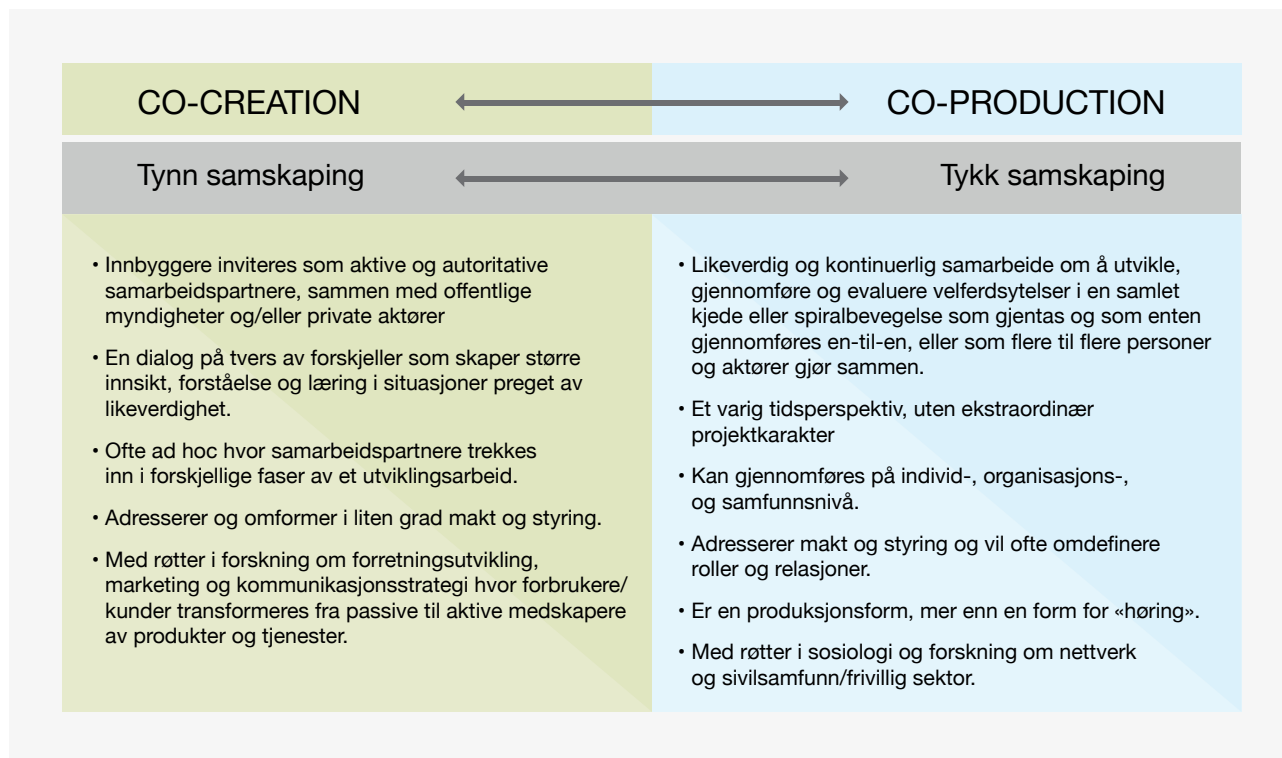 CO-CREATION
CO-PRODUCTION
Tynn samskaping
Tykk samskaping
• Innbyggere inviteres som aktive og autoritative
samarbeidspartnere, sammen med offentlige
myndigheter og/eller private aktører
• En dialog på tvers av forskjeller som skaper større
innsikt, forståelse og læring i situasjoner preget av
likeverdighet.
• Ofte ad hoc hvor samarbeidspartnere trekkes
inn i forskjellige faser av et utviklingsarbeid.
• Adresserer og omformer i liten grad makt og styring.
• Med røtter i forskning om forretningsutvikling,
marketing og kommunikasjonsstrategi hvor forbrukere/
kunder transformeres fra passive til aktive medskapere
av produkter og tjenester.
• Likeverdig og kontinuerlig samarbeide om å utvikle,
gjennomføre og evaluere velferdsytelser i en samlet
kjede eller spiralbevegelse som gjentas og som enten
gjennomføres en-til-en, eller som flere til flere personer
og aktører gjør sammen.
• Et varig tidsperspektiv, uten ekstraordinær
projektkarakter
• Kan gjennomføres på individ-, organisasjons-,
og samfunnsnivå.
• Adresserer makt og styring og vil ofte omdefinere
roller og relasjoner.
• Er en produksjonsform, mer enn en form for «høring».
• Med røtter i sosiologi og forskning om nettverk
og sivilsamfunn/frivillig sektor.